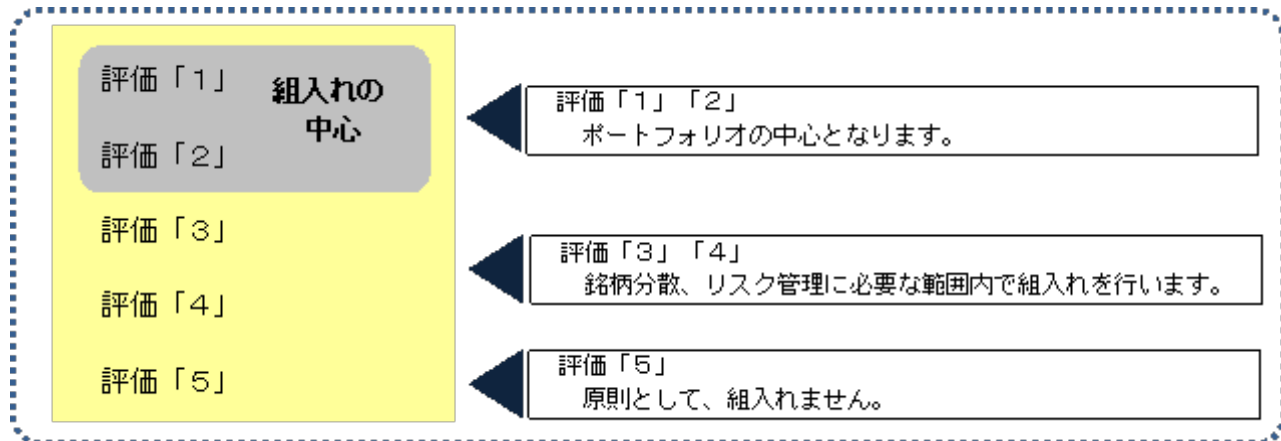 評価「1」
評価「2」
組入れの
中心
評価「3」
評価「4」
評価「5」
評価「1」「2」
ポートフォリオの中心となります。
評価「3」「4」
銘柄分散、リスク管理に必要な範囲内で組入れを行います。
評価「5」
原則として、組入れません。